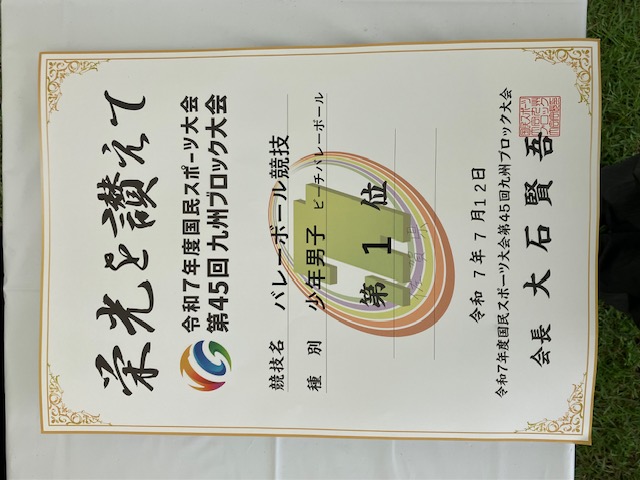 栄光を讃えて
令和7年度国民スポーツ大会
第45回九州ブロック大会
競技名 バレーボール競技
種別 少年男子 ビーチバレーボール
第1位
佐賀県
令和7年7月12日
令和7年度国民スポーツ大会第45回九州ブロック大会
会長 大石賢吾